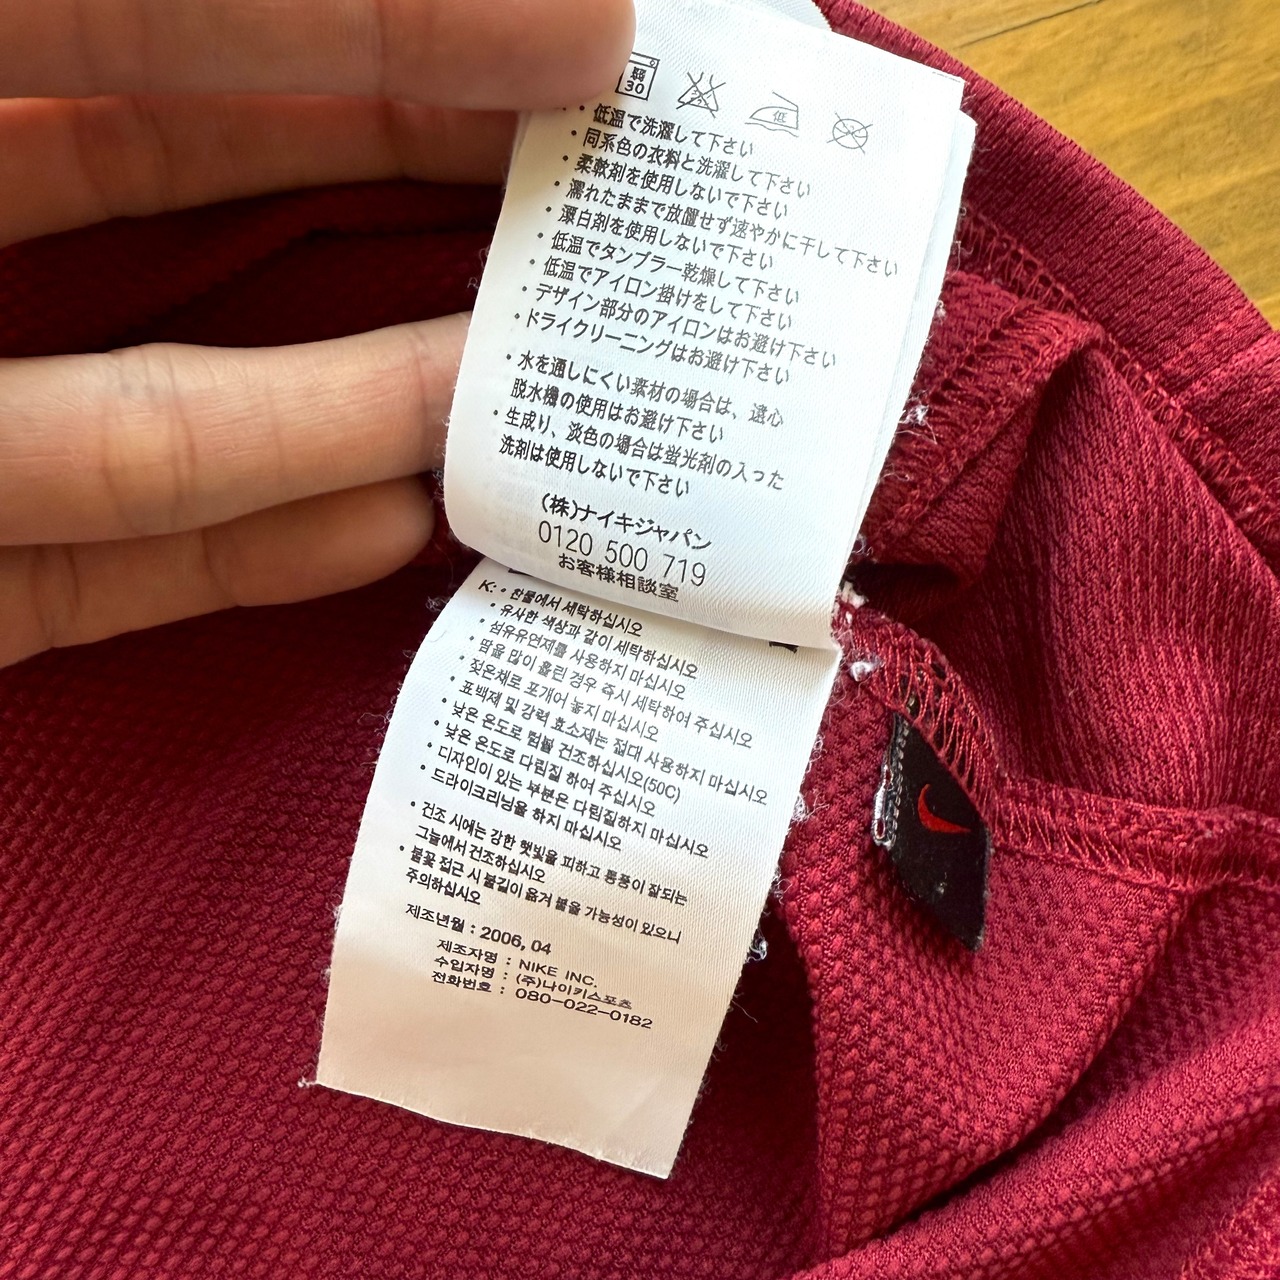 弱
30
低
・低温で洗濯して下さい
・同系色の衣料と洗濯して下さい
・柔軟剤を使用しないで下さい
・濡れたままで放置せず速やかに干して下さい
・漂白剤を使用しないで下さい
・低温でタンブラー乾燥して下さい
・低温でアイロン掛けをして下さい
・デザイン部分のアイロンはお避け下さい
・ドライクリーニングはお避け下さい
・水を通しにくい素材の場合は、遠心
脱水機の使用はお避け下さい
・生成り、淡色の場合は蛍光剤の入った
洗剤は使用しないで下さい
(株)ナイキジャパン
0120 500 719
お客様相談室
K: • 찬물에서 세탁하십시오
• 유사한 색상과 같이 세탁하십시오
• 섬유유연제를 사용하지 마십시오
• 땀을 많이 흘린 경우 즉시 세탁하여 주십시오
• 젖은채로 포개어 놓지 마십시오
• 표백제 및 강력 효소제는 절대 사용하지 마십시오
• 낮은 온도로 텀블 건조하십시오(50C)
• 낮은 온도로 다림질 하여 주십시오
• 디자인이 있는 부분은 다림질하지 마십시오
• 드라이크리닝을 하지 마십시오
• 건조 시에는 강한 햇빛을 피하고 통풍이 잘되는
그늘에서 건조하십시오
• 불꽃 접근 시 불길이 옮겨 붙을 가능성이 있으니
주의하십시오
제조년월 : 2006, 04
제조자명 : NIKE INC.
수입자명 : (주)나이키스포츠
전화번호 : 080-022-0182